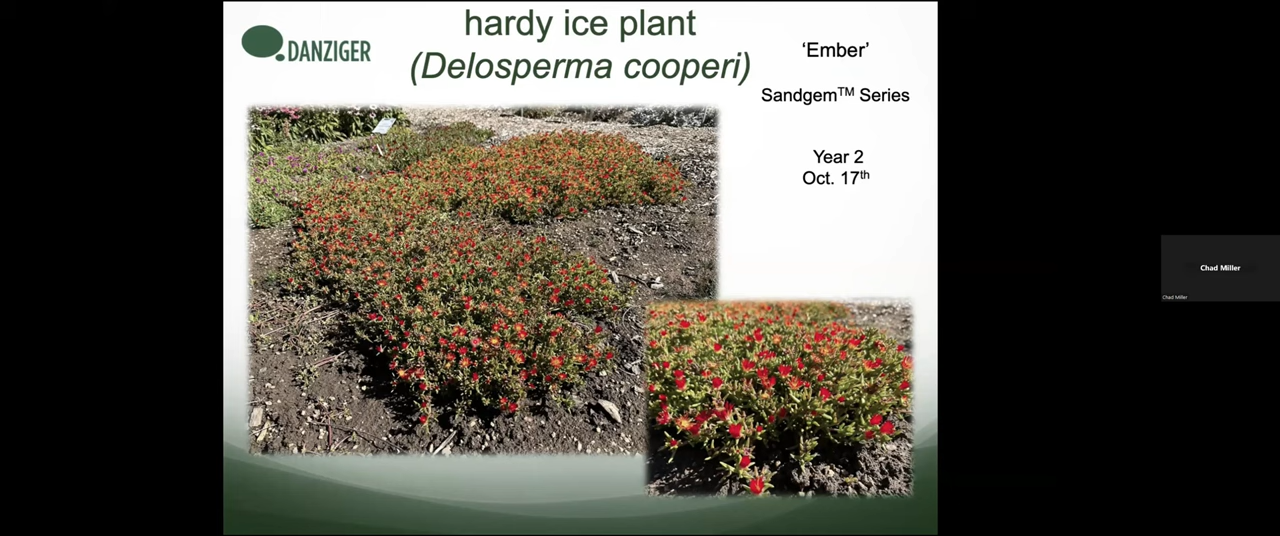 DANZIGER
hardy ice plant
(Delosperma cooperi)
‘Ember’
Sandgem™ Series
Year 2
Oct. 17th
Chad Miller
Chad Miller